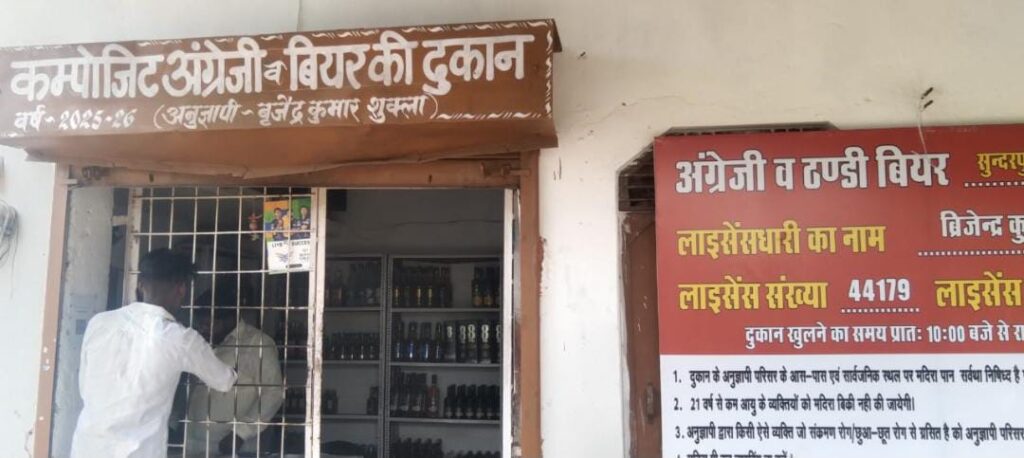 कम्पोजिट अंग्रेजी व बियर की दुकान
वर्ष - 2025-26 (अनुज्ञापी - बृजेंद्र कुमार शुक्ला)
अंग्रेजी व ठण्डी बियर
लाइसेंसधारी का नाम ब्रिजेन्द्र
लाइसेंस संख्या 44179 लाइसेंस
दुकान खुलने का समय प्रातः 10:00 बजे से
1. दुकान के अनुज्ञापी परिसर के आस-पास एवं सार्वजनिक स्थल पर मदिरा पान सर्वथा निषिध्द है
2. 21 वर्ष से कम आयु के व्यक्तियों को मदिरा बिकी नही की जायेगी।
3. अनुज्ञापी द्वारा किसी ऐसे व्यक्ति जो संकमण रोग/छुआ-छूत रोग से ग्रसित है को अनुज्ञापी परिसर